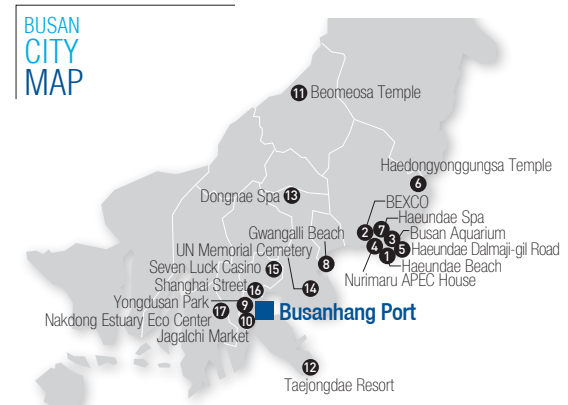 BUSAN
CITY
MAP
11 Beomeosa Temple
Haedongyonggungsa Temple
6
Dongnae Spa 13
BEXCO
2
7 Haeundae Spa
3 Busan Aquarium
Gwangalli Beach
8
4
5 Haeundae Dalmaji-gil Road
1
Haeundae Beach
Nurimaru APEC House
UN Memorial Cemetery
14
Seven Luck Casino 15
Shanghai Street 16
Yongdusan Park 9
Busanhang Port
Nakdong Estuary Eco Center 17
10
Jagalchi Market
12
Taejongdae Resort